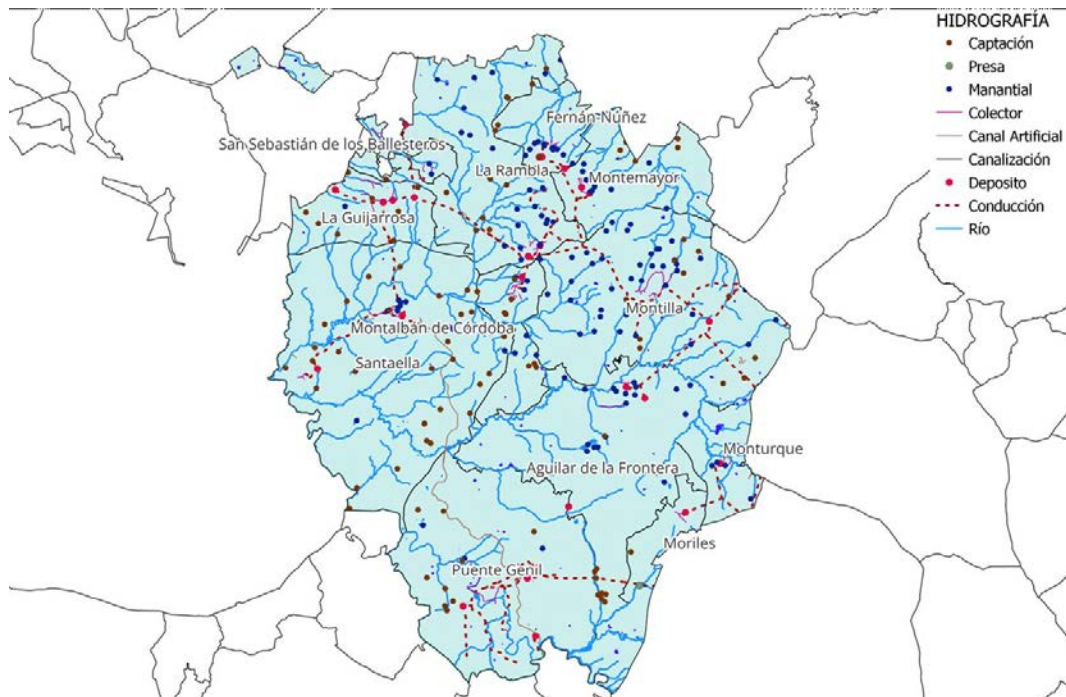 HIDROGRAFÍA
Captación
Presa
Manantial
Colector
Canal Artificial
Canalización
Deposito
Conducción
Río
Fernán Núñez
San Sebastián de los Ballesteros
La Rambla
Montemayor
La Guijarrosa
Montilla
Montalbán de Córdoba
Santaella
Monturque
Aguilar de la Frontera
Moriles
Puente Genil